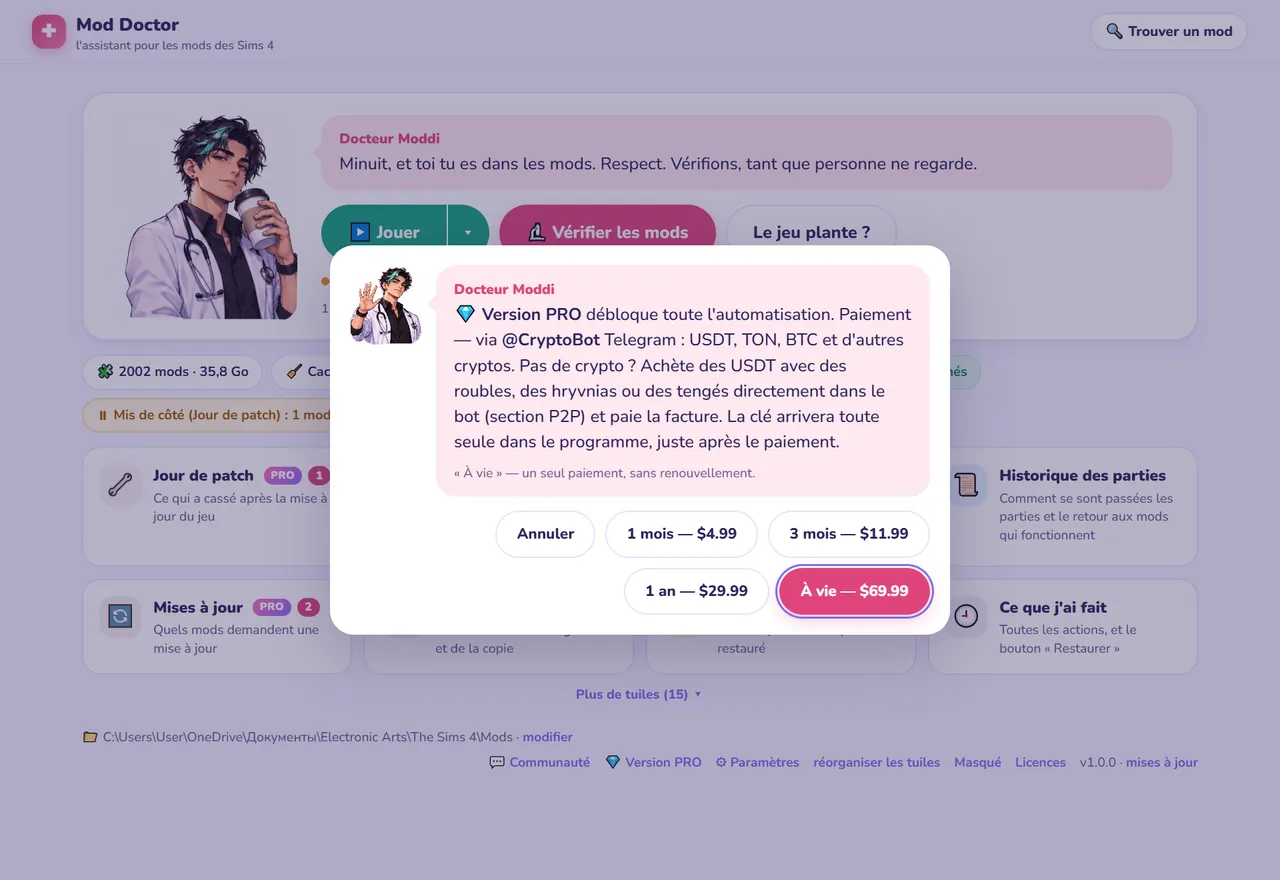 Mod Doctor
l'assistant pour les mods des Sims 4
Trouver un mod
Docteur Moddi
Minuit, et toi tu es dans les mods. Respect. Vérifions, tant que personne ne regarde.
Jouer
Vérifier les mods
Le jeu plante ?
Docteur Moddi
Version PRO débloque toute l'automatisation. Paiement
— via @CryptoBot Telegram : USDT, TON, BTC et d'autres
cryptos. Pas de crypto ? Achète des USDT avec des
roubles, des hryvnias ou des tengés directement dans le
bot (section P2P) et paie la facture. La clé arrivera toute
seule dans le programme, juste après le paiement.
« À vie » — un seul paiement, sans renouvellement.
Annuler
1 mois — $4.99
3 mois — $11.99
1 an — $29.99
À vie — $69.99
2002 mods · 35,8 Go
Mis de côté (Jour de patch) : 1
Jour de patch PRO 1
Ce qui a cassé après la mise à
jour du jeu
Historique des parties
Comment se sont passées les
parties et le retour aux mods
qui fonctionnent
Mises à jour PRO 2
Quels mods demandent une
mise à jour
et de la copie
restauré
Ce que j'ai fait
Toutes les actions, et le
bouton « Restaurer »
Plus de tuiles (15)
C:\Users\User\OneDrive\Документы\Electronic Arts\The Sims 4\Mods · modifier
Communauté
Version PRO
Paramètres
réorganiser les tuiles
Masqué
Licences
v1.0.0 · mises à jour